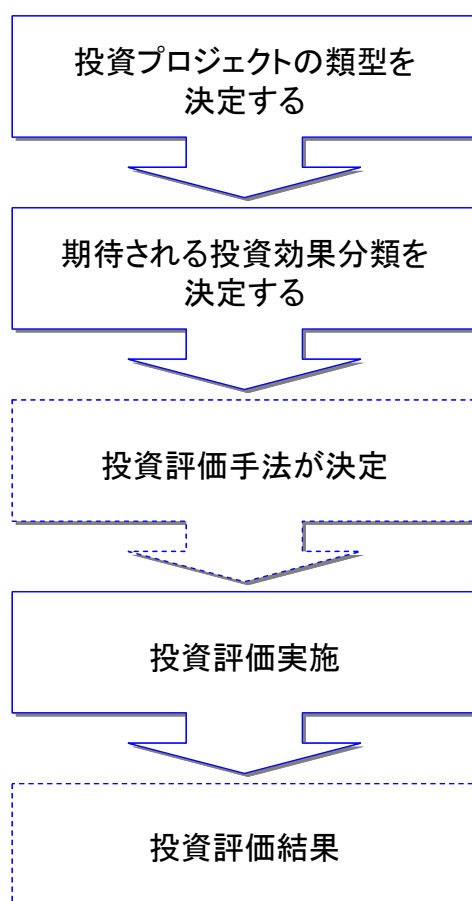 投資プロジェクトの類型を
決定する
期待される投資効果分類を
決定する
投資評価手法が決定
投資評価実施
投資評価結果